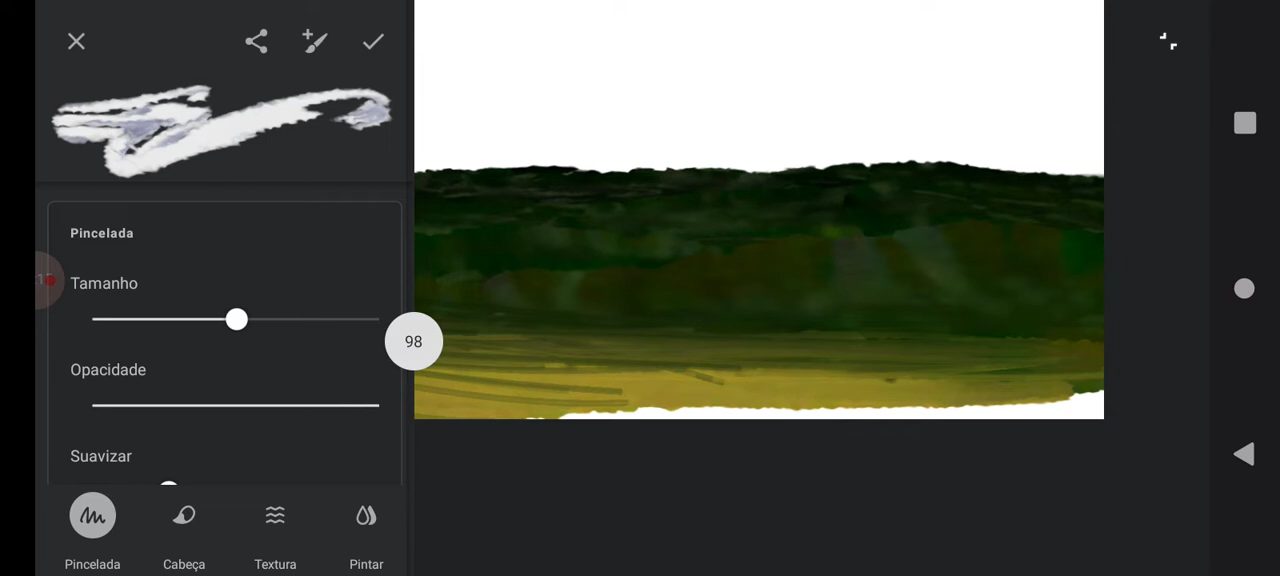 Pincelada
Tamanho
98
Opacidade
Suavizar
Pincelada
Cabeça
Textura
Pintar